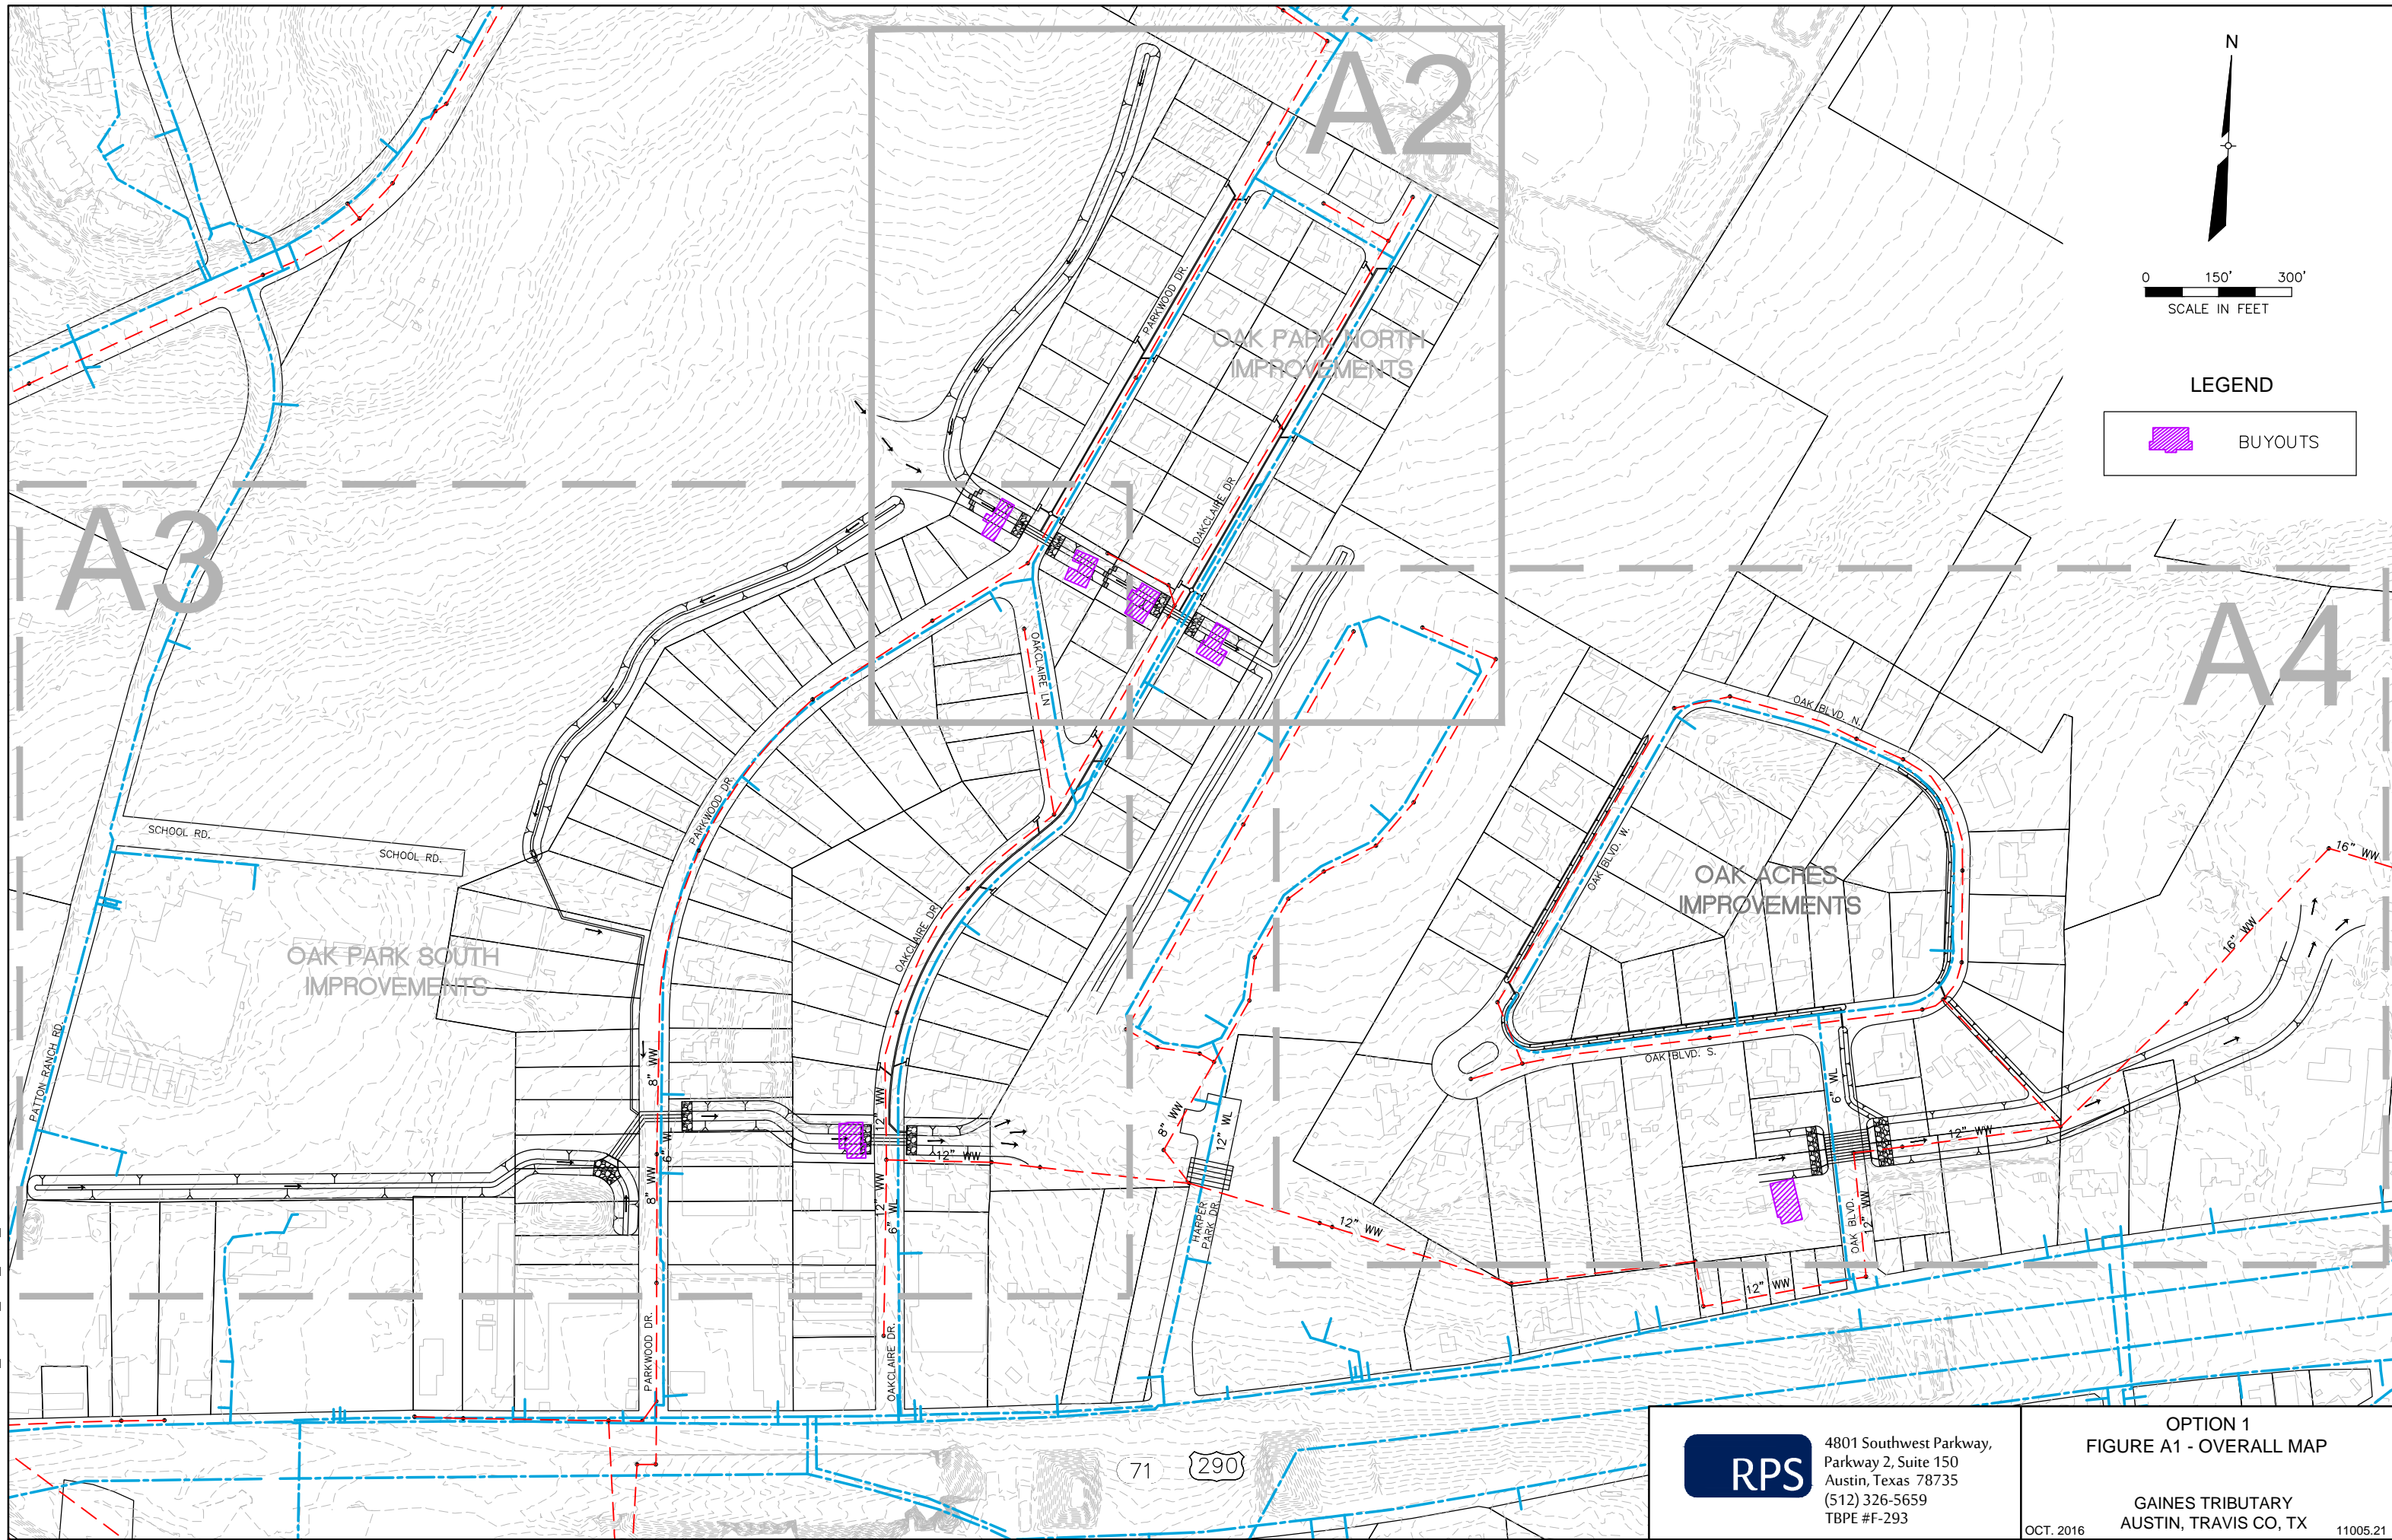 A2
N
0 150' 300'
SCALE IN FEET
LEGEND
BUYOUTS
PARKWOOD DR.
OAK PARK NORTH
IMPROVEMENTS
OAKCLAIRE DR
A3
OAKCLAIRE LN
A4
OAK BLVD. N.
PARKWOOD DR.
SCHOOL RD.
SCHOOL RD.
OAK BLVD. W.
16" WW
OAK ACRES
IMPROVEMENTS
OAKCLAIRE DR.
16" WW
OAK PARK SOUTH
IMPROVEMENTS
PATTON RANCH RD.
8" WW
OAK BLVD. S.
6" WL
12" WW
8" WW
12" WL
6" WL
12" WW
12" WW
8" WW
12" WW
6" WL
HARPER
PARK DR.
12" WW
OAK BLVD.
12" WW
12" WW
PARKWOOD DR.
OAKCLAIRE DR.
71
290
RPS
4801 Southwest Parkway,
Parkway 2, Suite 150
Austin, Texas 78735
(512) 326-5659
TBPE #F-293
OPTION 1
FIGURE A1 - OVERALL MAP
GAINES TRIBUTARY
AUSTIN, TRAVIS CO, TX
OCT. 2016
11005.21